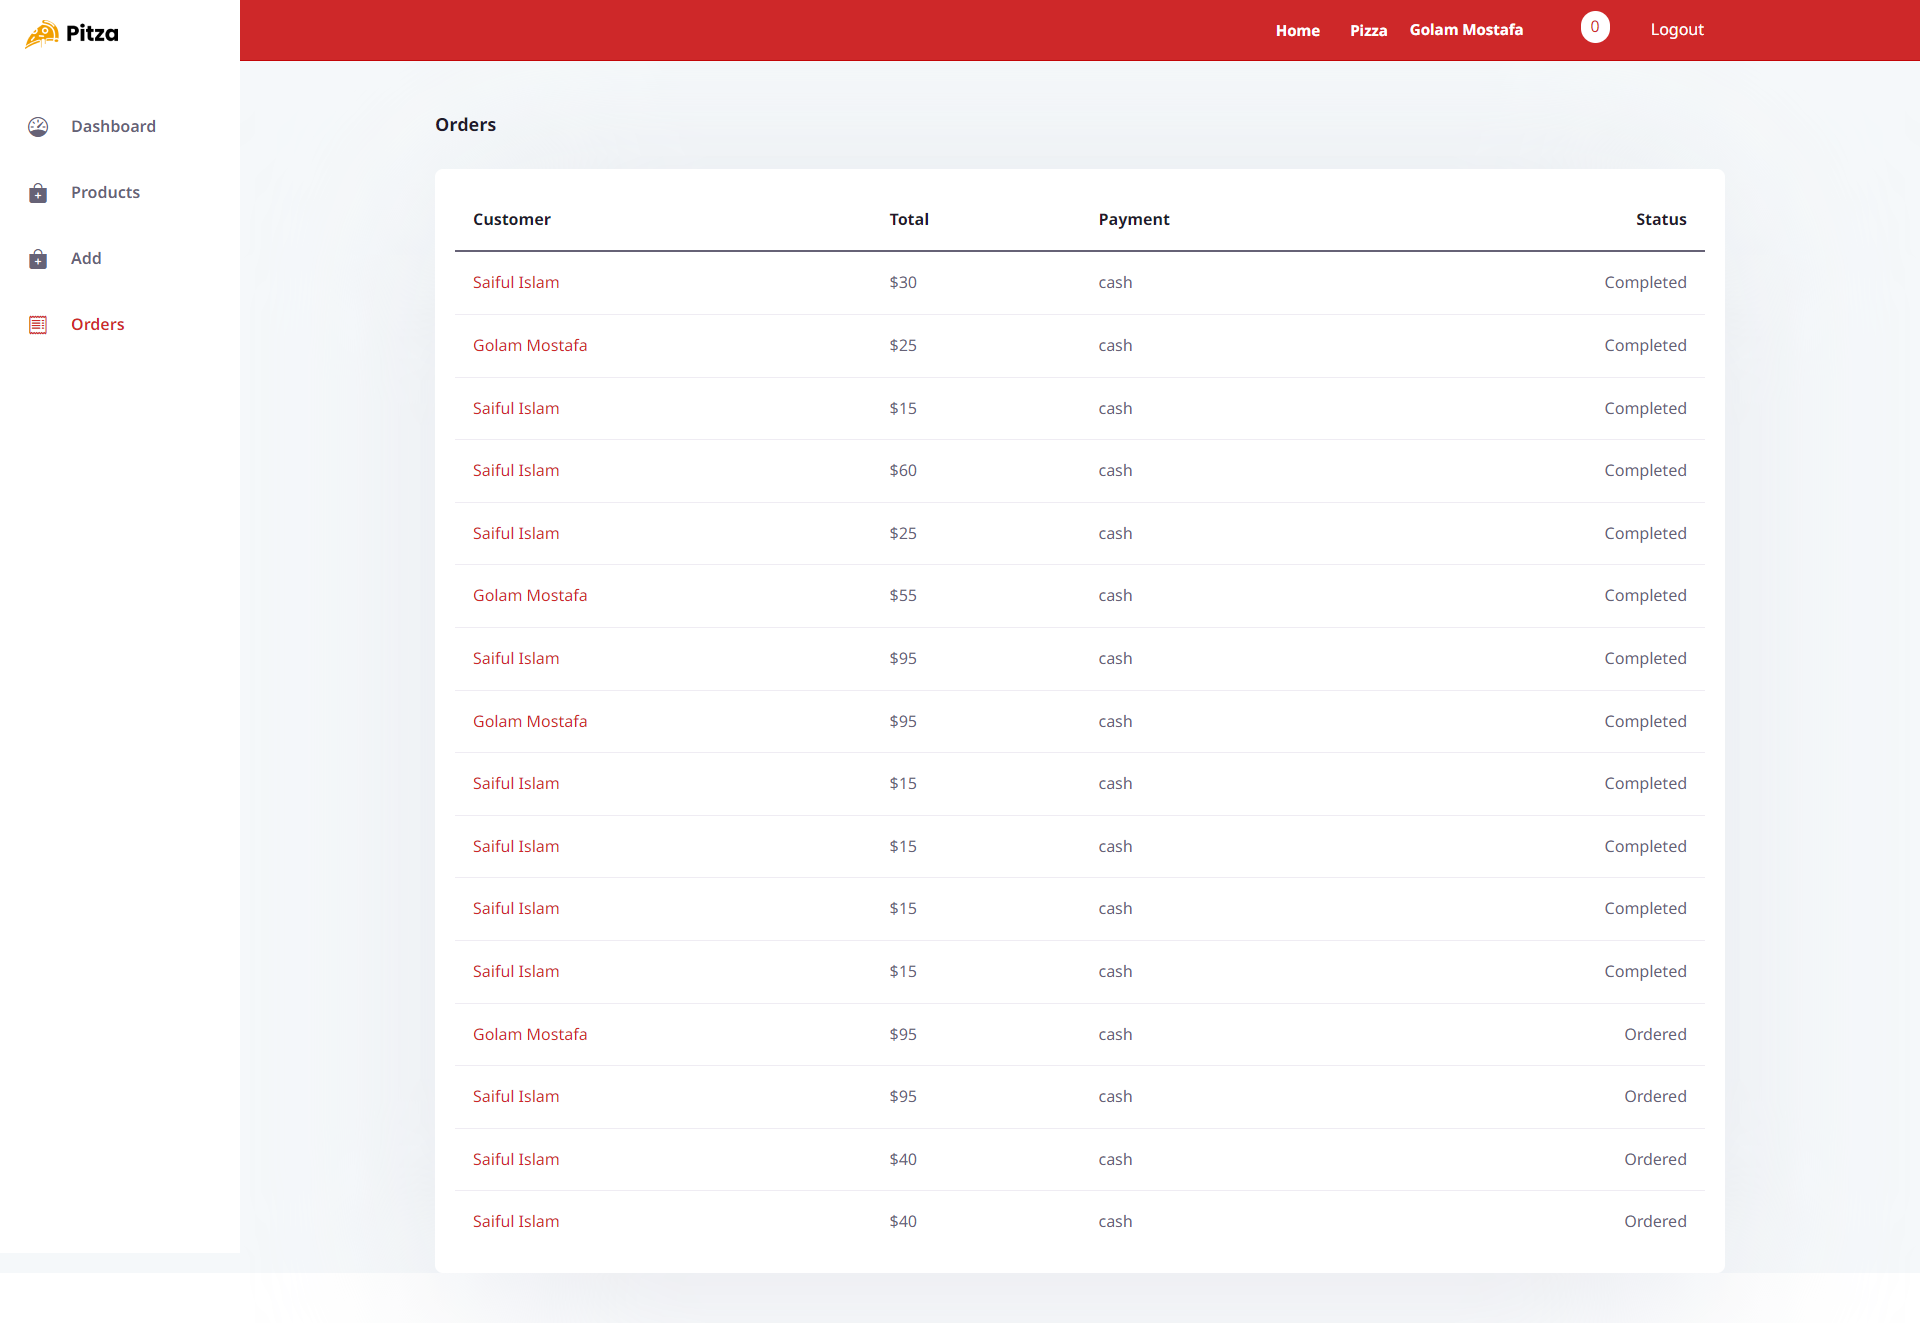 Pitza
Home Pizza Golam Mostafa 0 Logout
Dashboard
Products
Add
Orders
Orders
Customer Total Payment Status
Saiful Islam $30 cash Completed
Golam Mostafa $25 cash Completed
Saiful Islam $15 cash Completed
Saiful Islam $60 cash Completed
Saiful Islam $25 cash Completed
Golam Mostafa $55 cash Completed
Saiful Islam $95 cash Completed
Golam Mostafa $95 cash Completed
Saiful Islam $15 cash Completed
Saiful Islam $15 cash Completed
Saiful Islam $15 cash Completed
Saiful Islam $15 cash Completed
Golam Mostafa $95 cash Ordered
Saiful Islam $95 cash Ordered
Saiful Islam $40 cash Ordered
Saiful Islam $40 cash Ordered